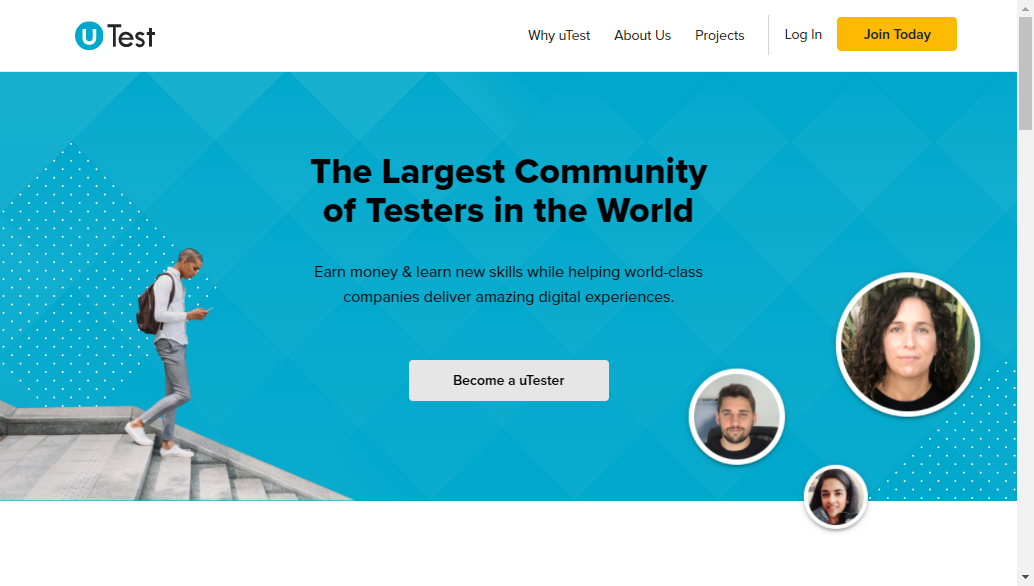 uTest
Why uTest
About Us
Projects
Log In
Join Today
The Largest Community
of Testers in the World
Earn money & learn new skills while helping world-class
companies deliver amazing digital experiences.
Become a uTester